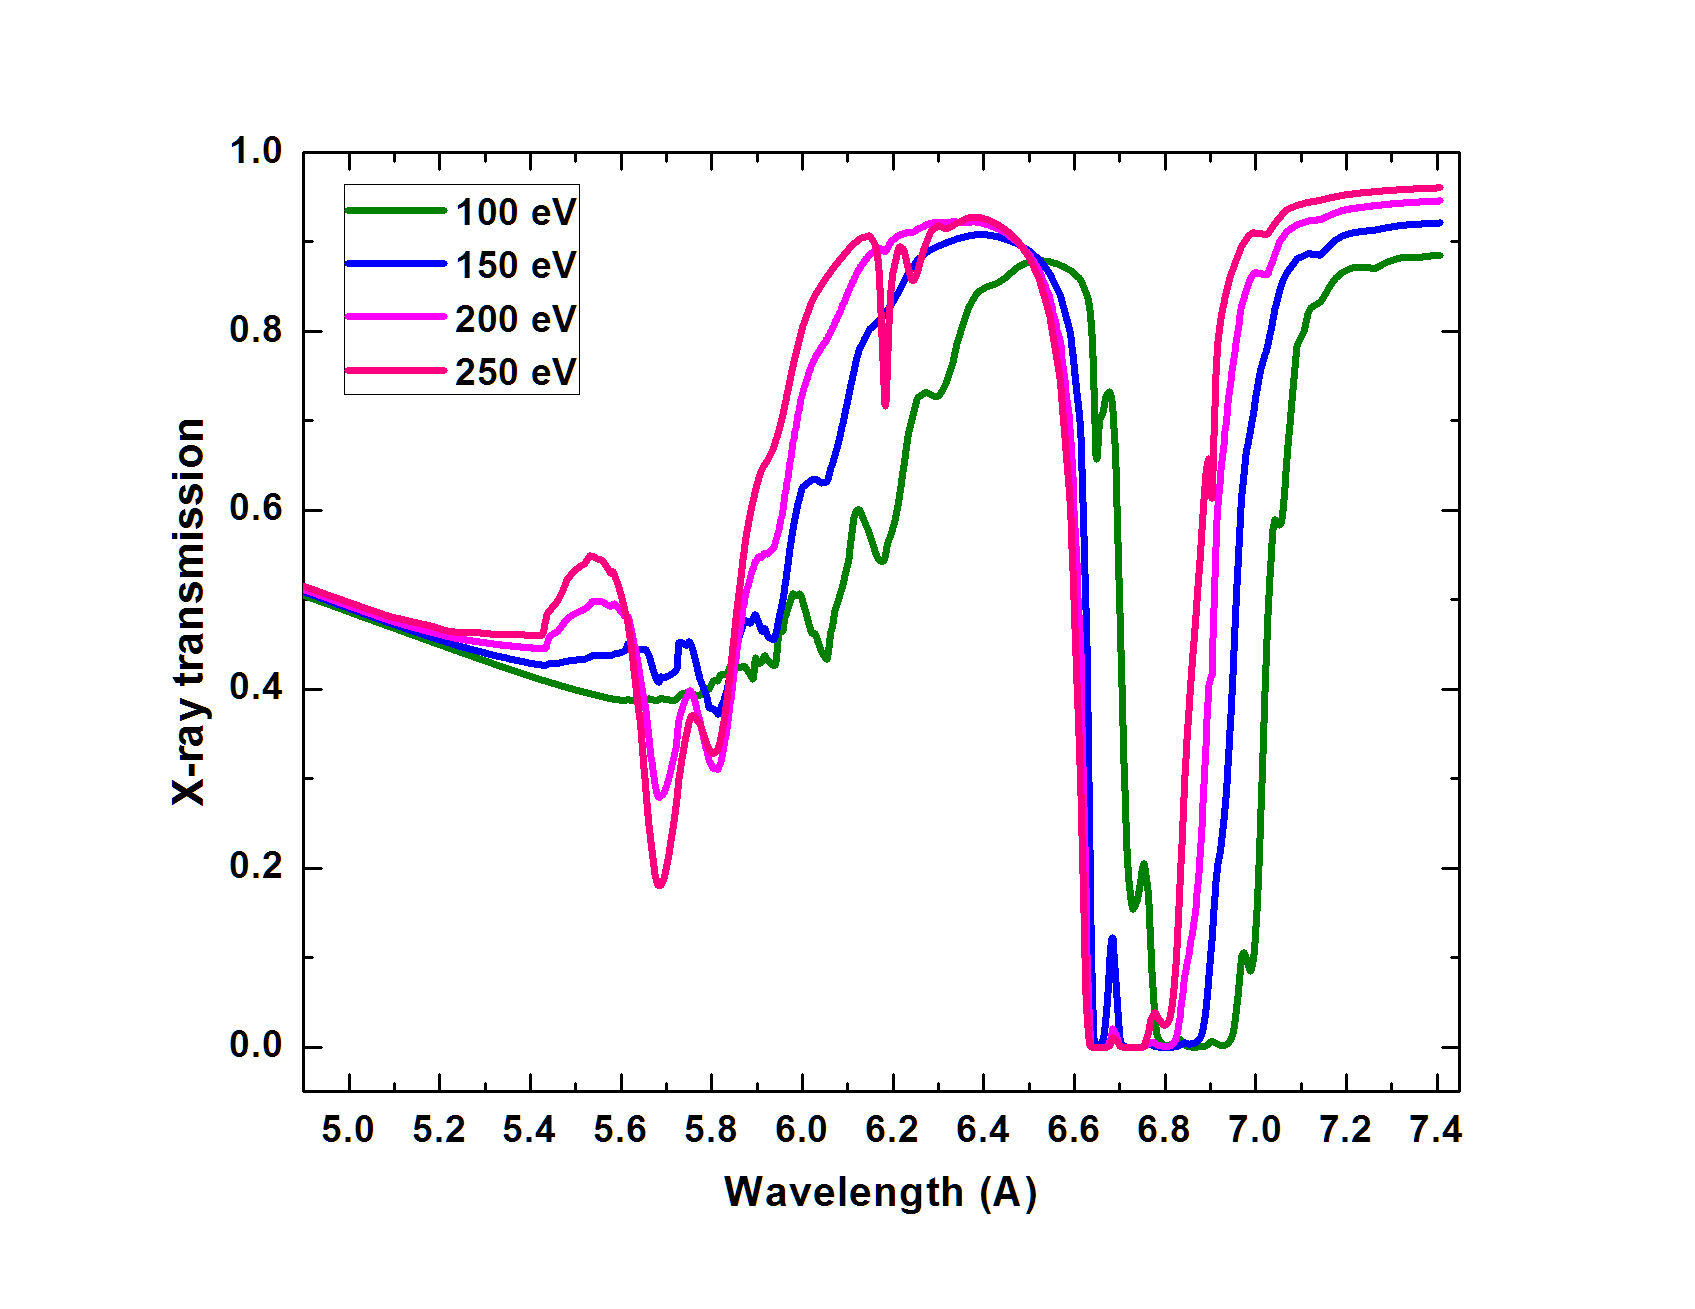 1.0
0.8
0.6
0.4
0.2
0.0
X-ray transmission
100 eV
150 eV
200 eV
250 eV
5.0 5.2 5.4 5.6 5.8 6.0 6.2 6.4 6.6 6.8 7.0 7.2 7.4
Wavelength (A)